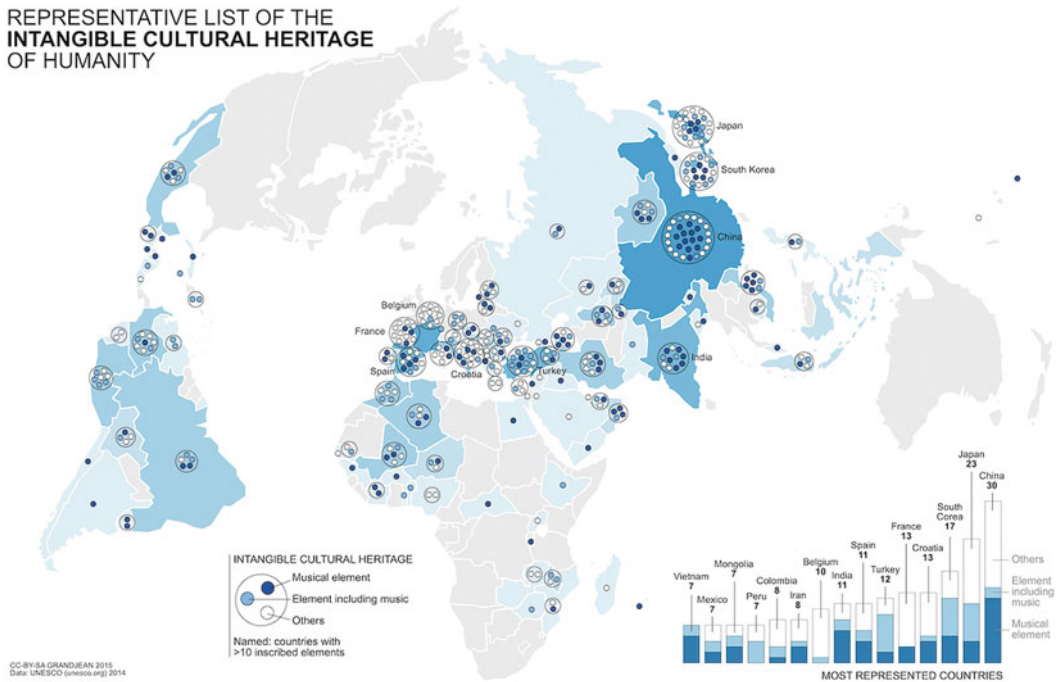 REPRESENTATIVE LIST OF THE
INTANGIBLE CULTURAL HERITAGE
OF HUMANITY
Japan
South Korea
China
Belgium
France
India
Spain
Croatia
Turkey
INTANGIBLE CULTURAL HERITAGE
Musical element
Element including music
Others
Named: countries with
>10 inscribed elements
Vietnam
7
Mexico
7
Mongolia
7
Peru
7
Colombia
8
Iran
8
Belgium
10
India
11
Spain
11
Turkey
12
France
13
Croatia
13
South
Corea
17
Japan
23
China
30
Others
Element
including
music
Musical
element
MOST REPRESENTED COUNTRIES
CC-BY-SA GRANDJEAN 2015
Data: UNESCO (unesco.org) 2014